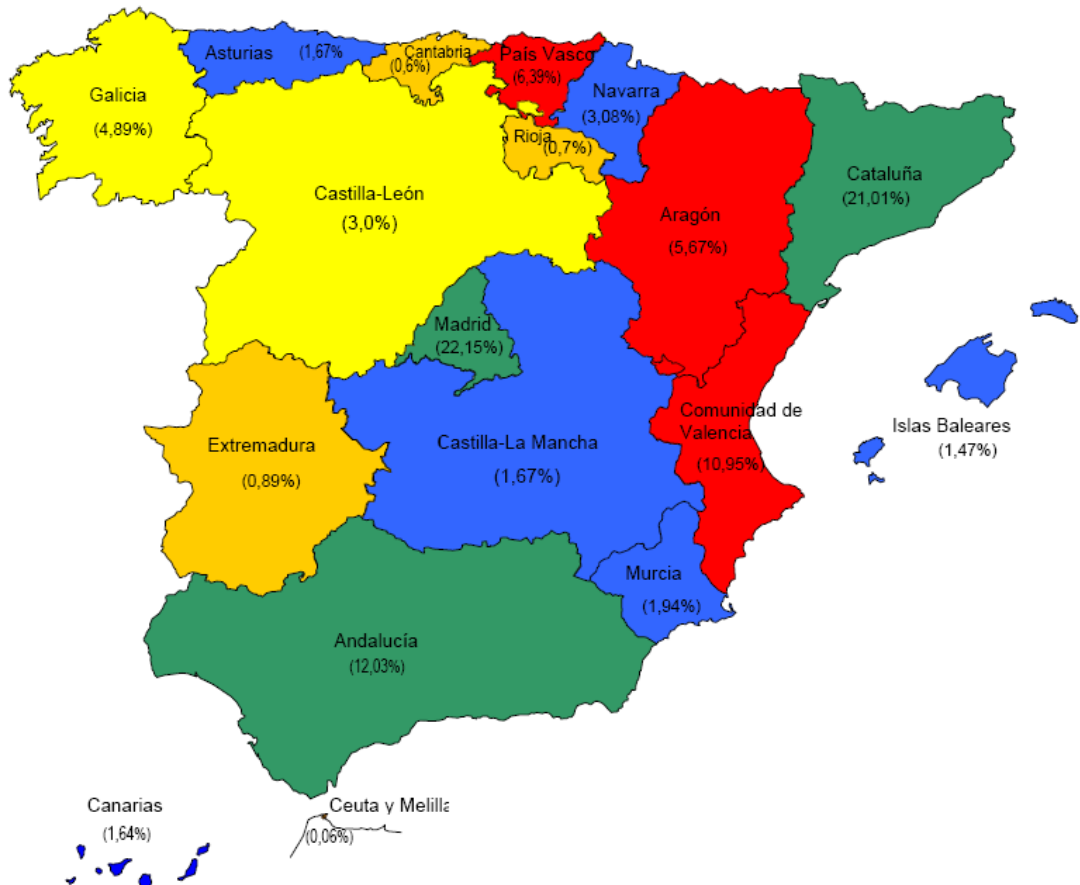 Asturias (1,67%
Cantabria
(0,6%)
País Vasco
(6,39%)
Galicia
(4,89%)
Navarra
(3,08%)
Rioja (0,7%)
Castilla-León
(3,0%)
Cataluña
(21,01%)
Aragón
(5,67%)
Madrid
(22,15%)
Comunidad de
Valencia
(10,95%)
Islas Baleares
(1,47%)
Extremadura
(0,89%)
Castilla-La Mancha
(1,67%)
Murcia
(1,94%)
Andalucía
(12,03%)
Canarias
(1,64%)
Ceuta y Melilla
(0,06%)